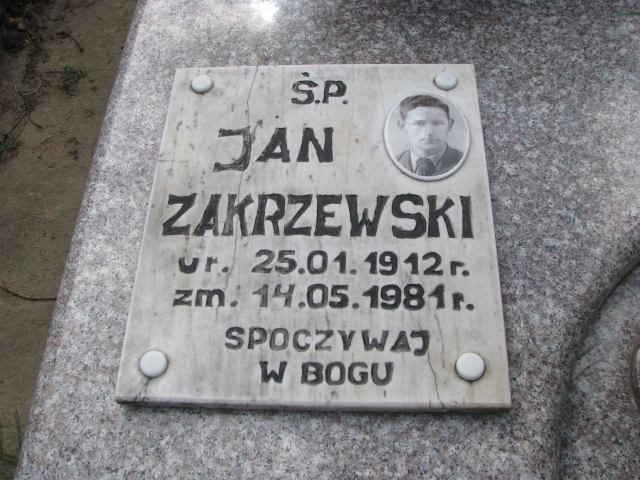 Ś.P.
JAN
ZAKRZEWSKI
ur. 25.01.1912 r.
zm. 14.05.1981 r.
SPOCZYWAJ
W BOGU